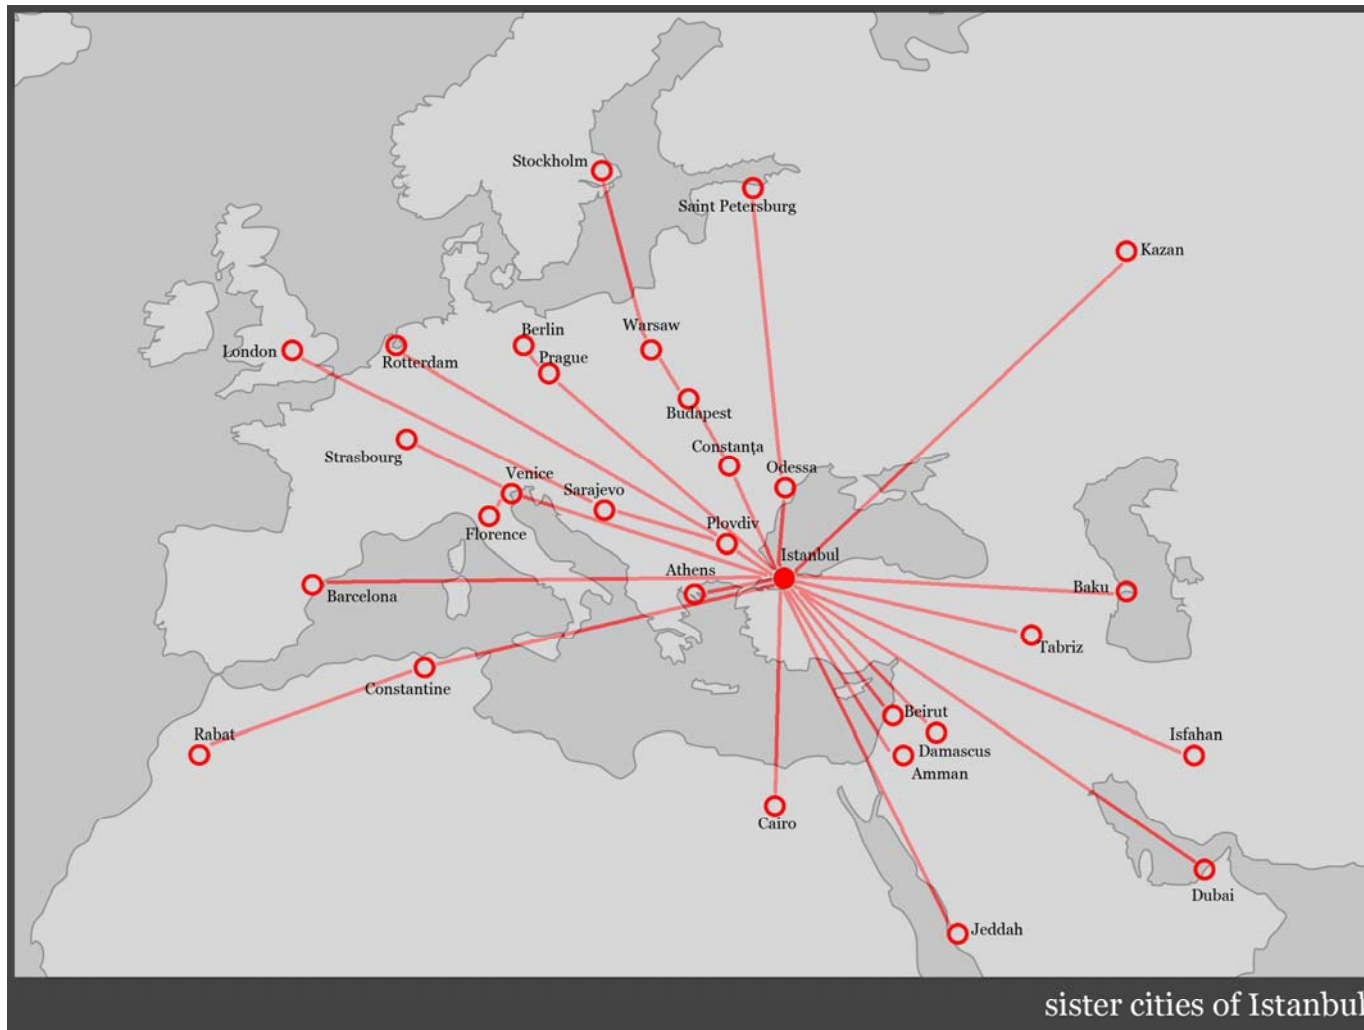 Stockholm
Saint Petersburg
Kazan
Berlin
Warsaw
London
Rotterdam
Prague
Budapest
Strasbourg
Constanţa
Odessa
Venice
Sarajevo
Florence
Plovdiv
Istanbul
Athens
Barcelona
Baku
Tabriz
Constantine
Beirut
Rabat
Isfahan
Damascus
Amman
Cairo
Dubai
Jeddah
sister cities of Istanbul